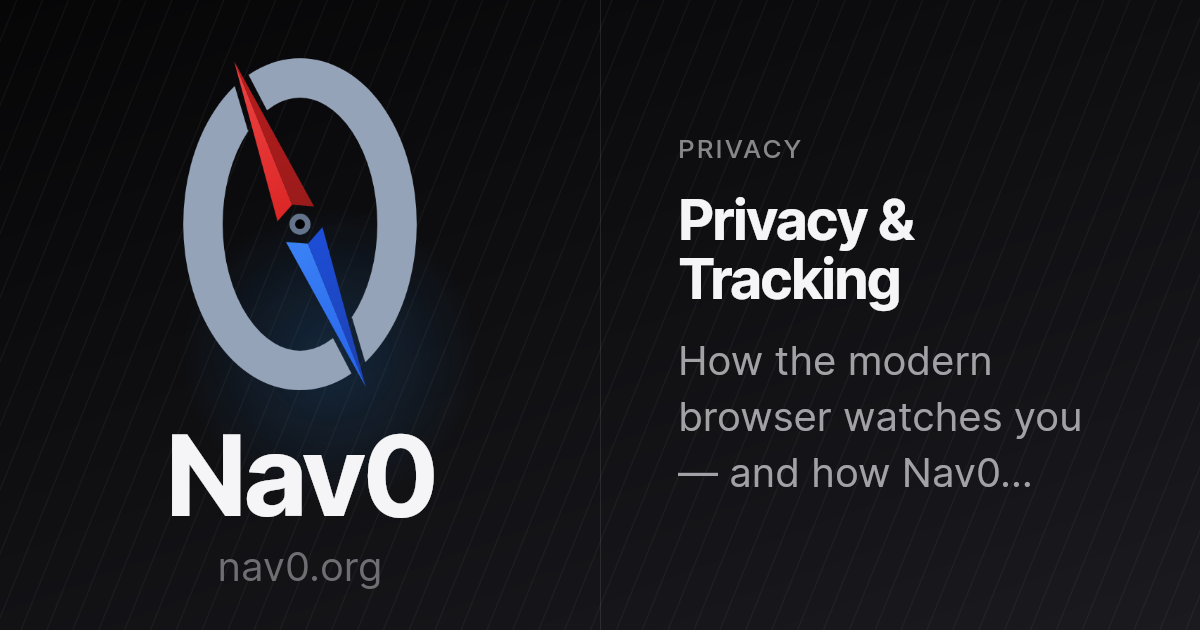 Nav0
nav0.org
PRIVACY
Privacy &
Tracking
How the modern
browser watches you
— and how Nav0...